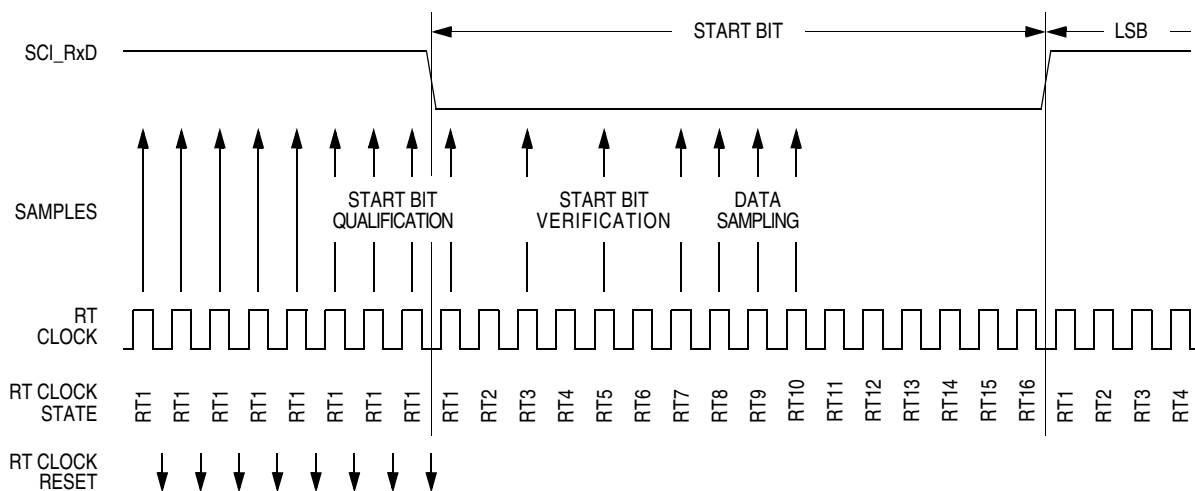 START BIT
LSB
SCI_RxD
SAMPLES
START BIT
QUALIFICATION
START BIT
VERIFICATION
DATA
SAMPLING
RT
CLOCK
RT CLOCK
STATE
RT1 RT1 RT1 RT1 RT1 RT1 RT1 RT1 RT1 RT2 RT3 RT4 RT5 RT6 RT7 RT8 RT9 RT10 RT11 RT12 RT13 RT14 RT15 RT16 RT1 RT2 RT3 RT4
RT CLOCK
RESET